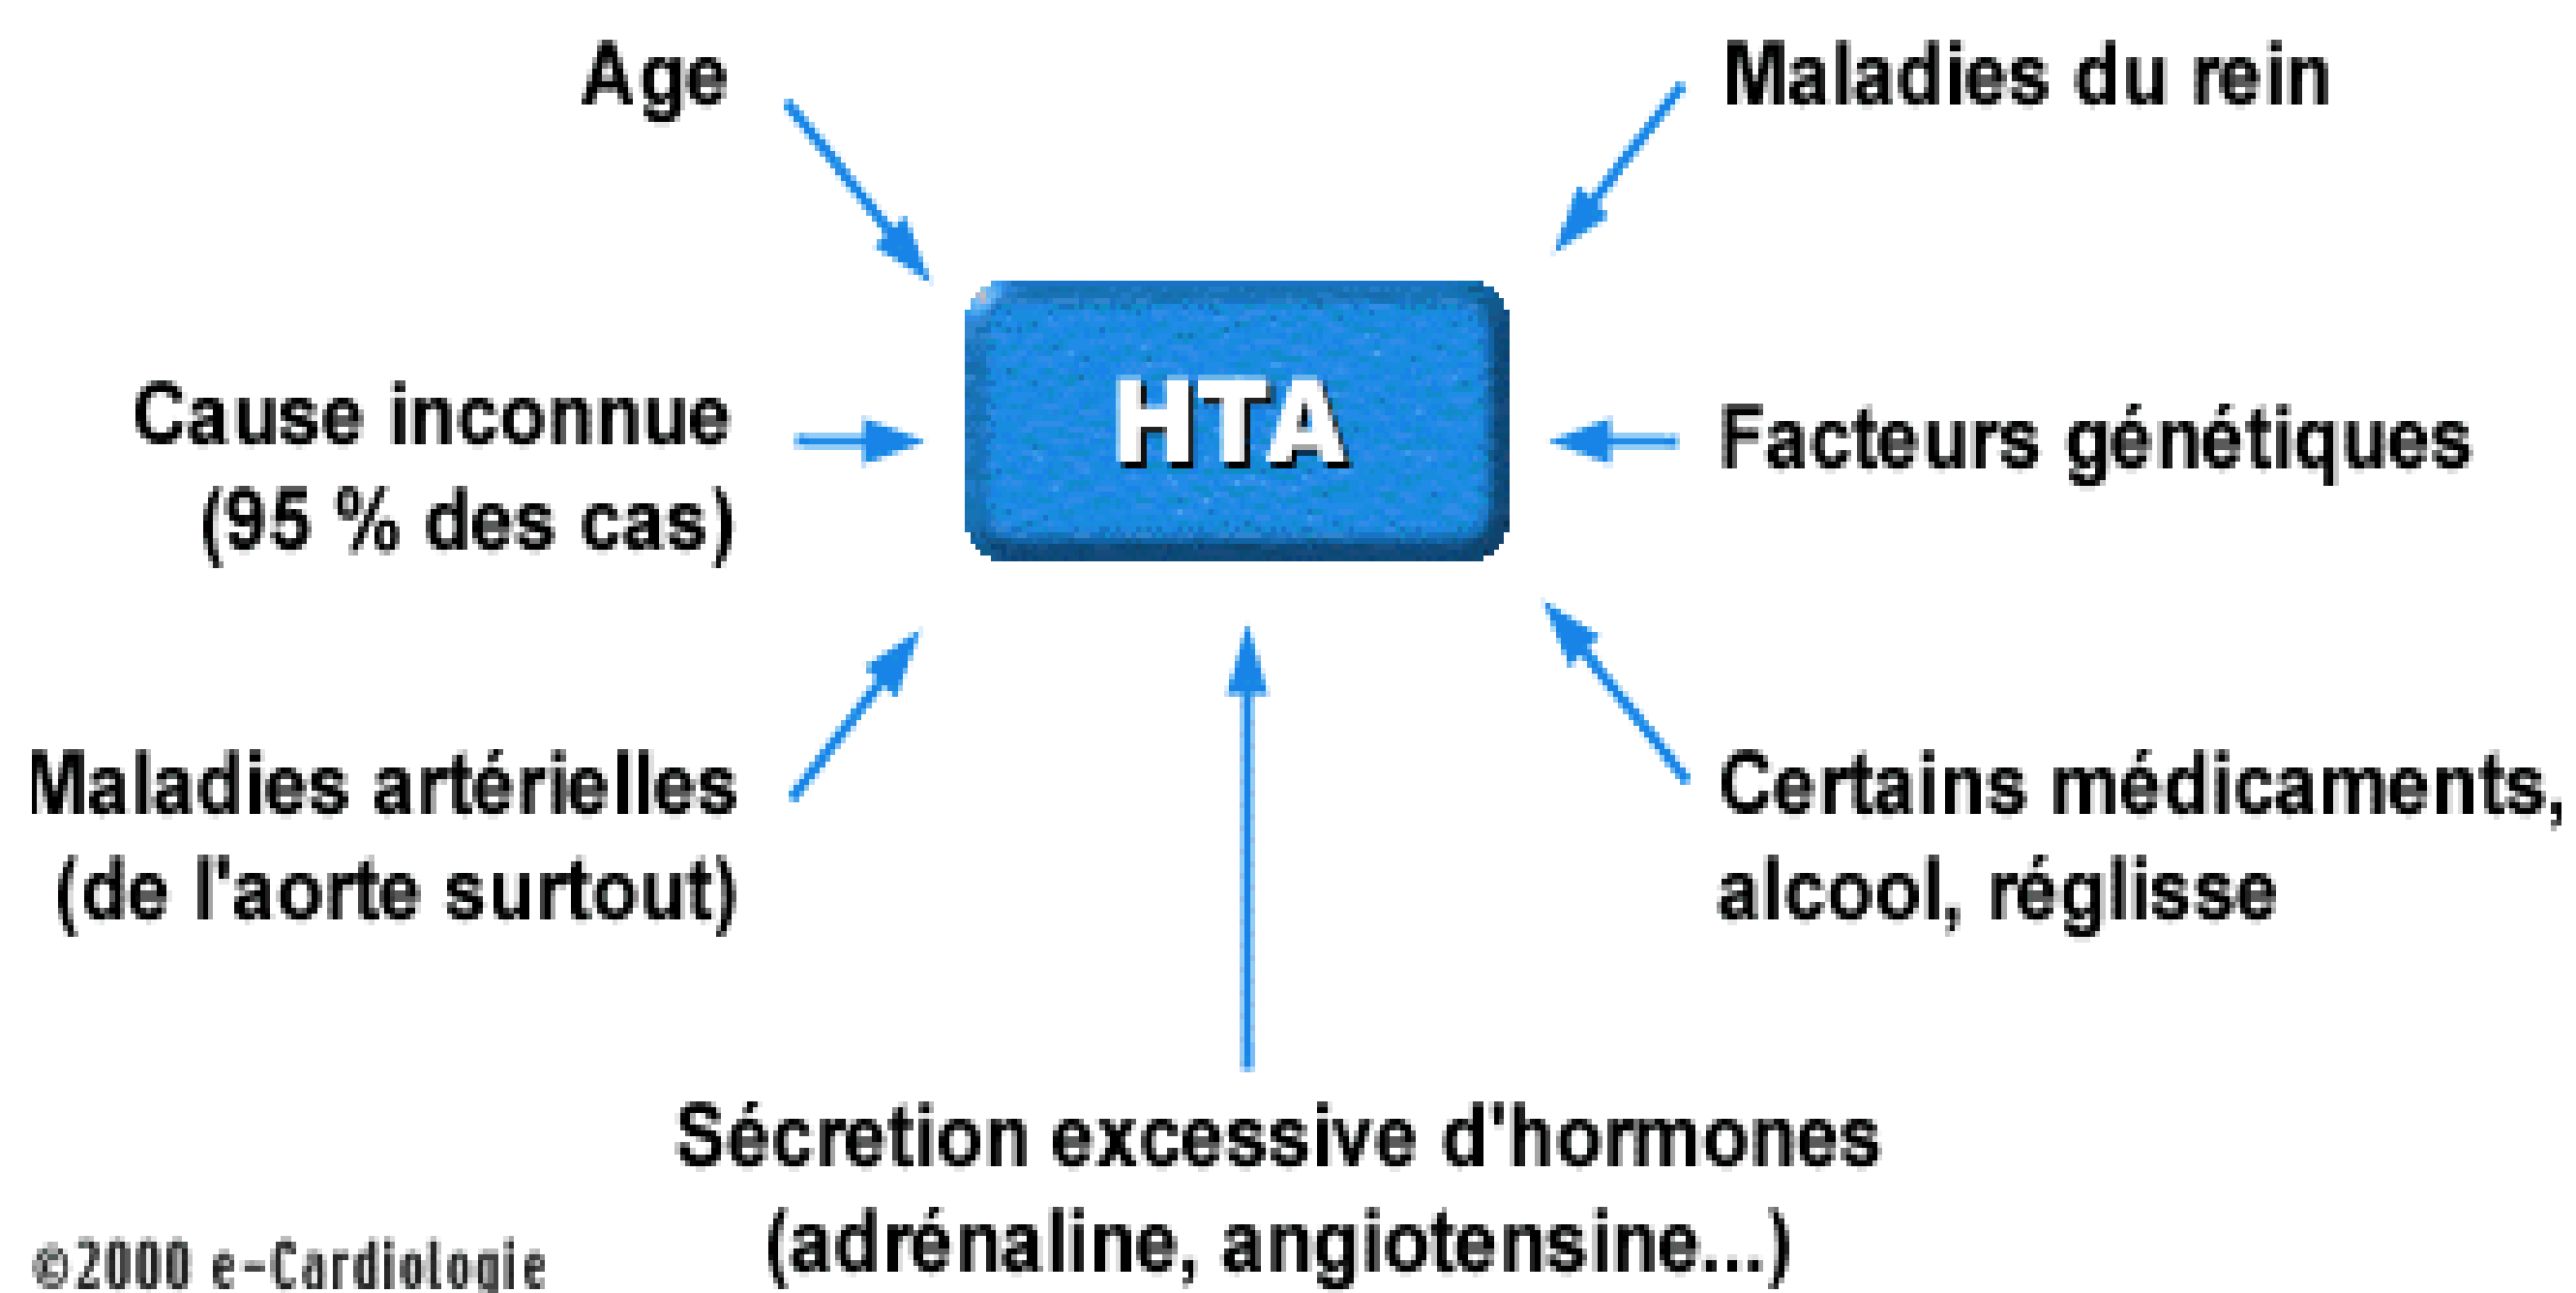 Age
Maladies du rein
HTA
Cause inconnue
(95 % des cas)
Facteurs génétiques
Maladies artérielles
(de l'aorte surtout)
Certains médicaments,
alcool, réglisse
Sécretion excessive d'hormones
(adrénaline, angiotensine...)
©2000 e-Cardiologie